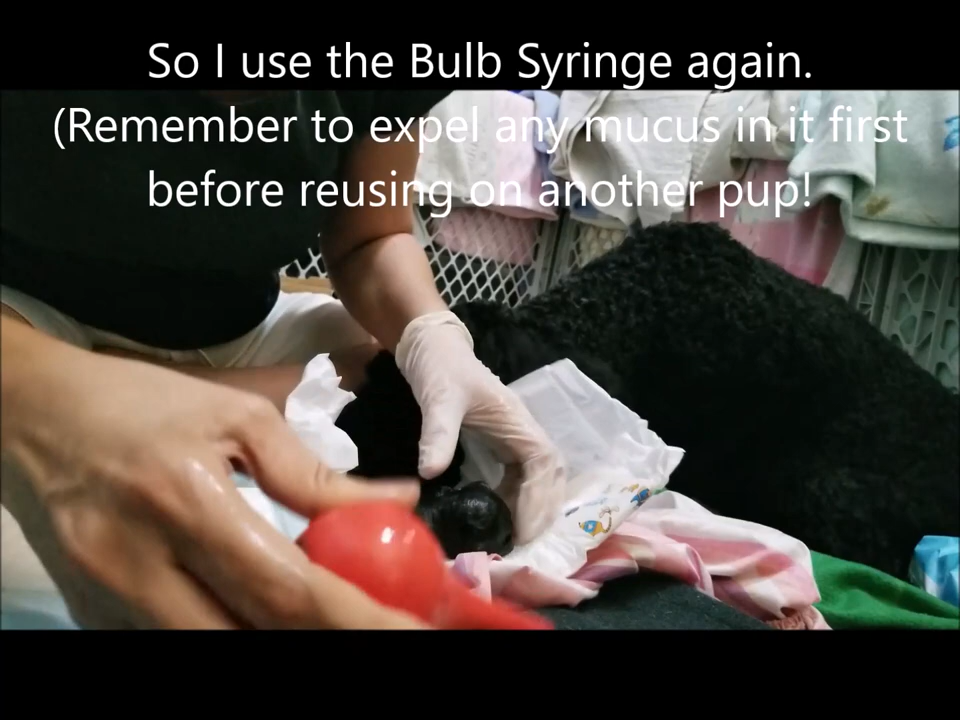 So I use the Bulb Syringe again.
(Remember to expel any mucus in it first
before reusing on another pup!